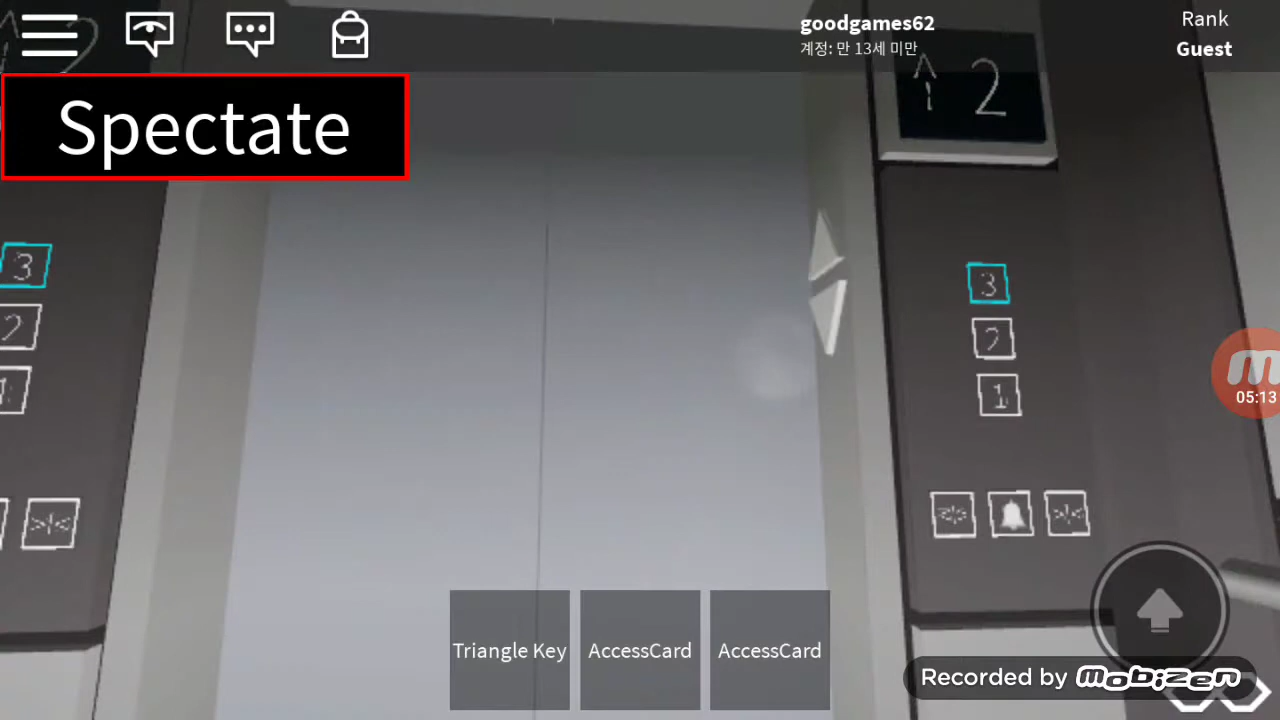 goodgames62
계정: 만 13세 미만
Rank
Guest
Spectate
2
3
2
1
3
2
1
>|<
>|<
05:13
Triangle Key
AccessCard
AccessCard
Recorded by mobizen